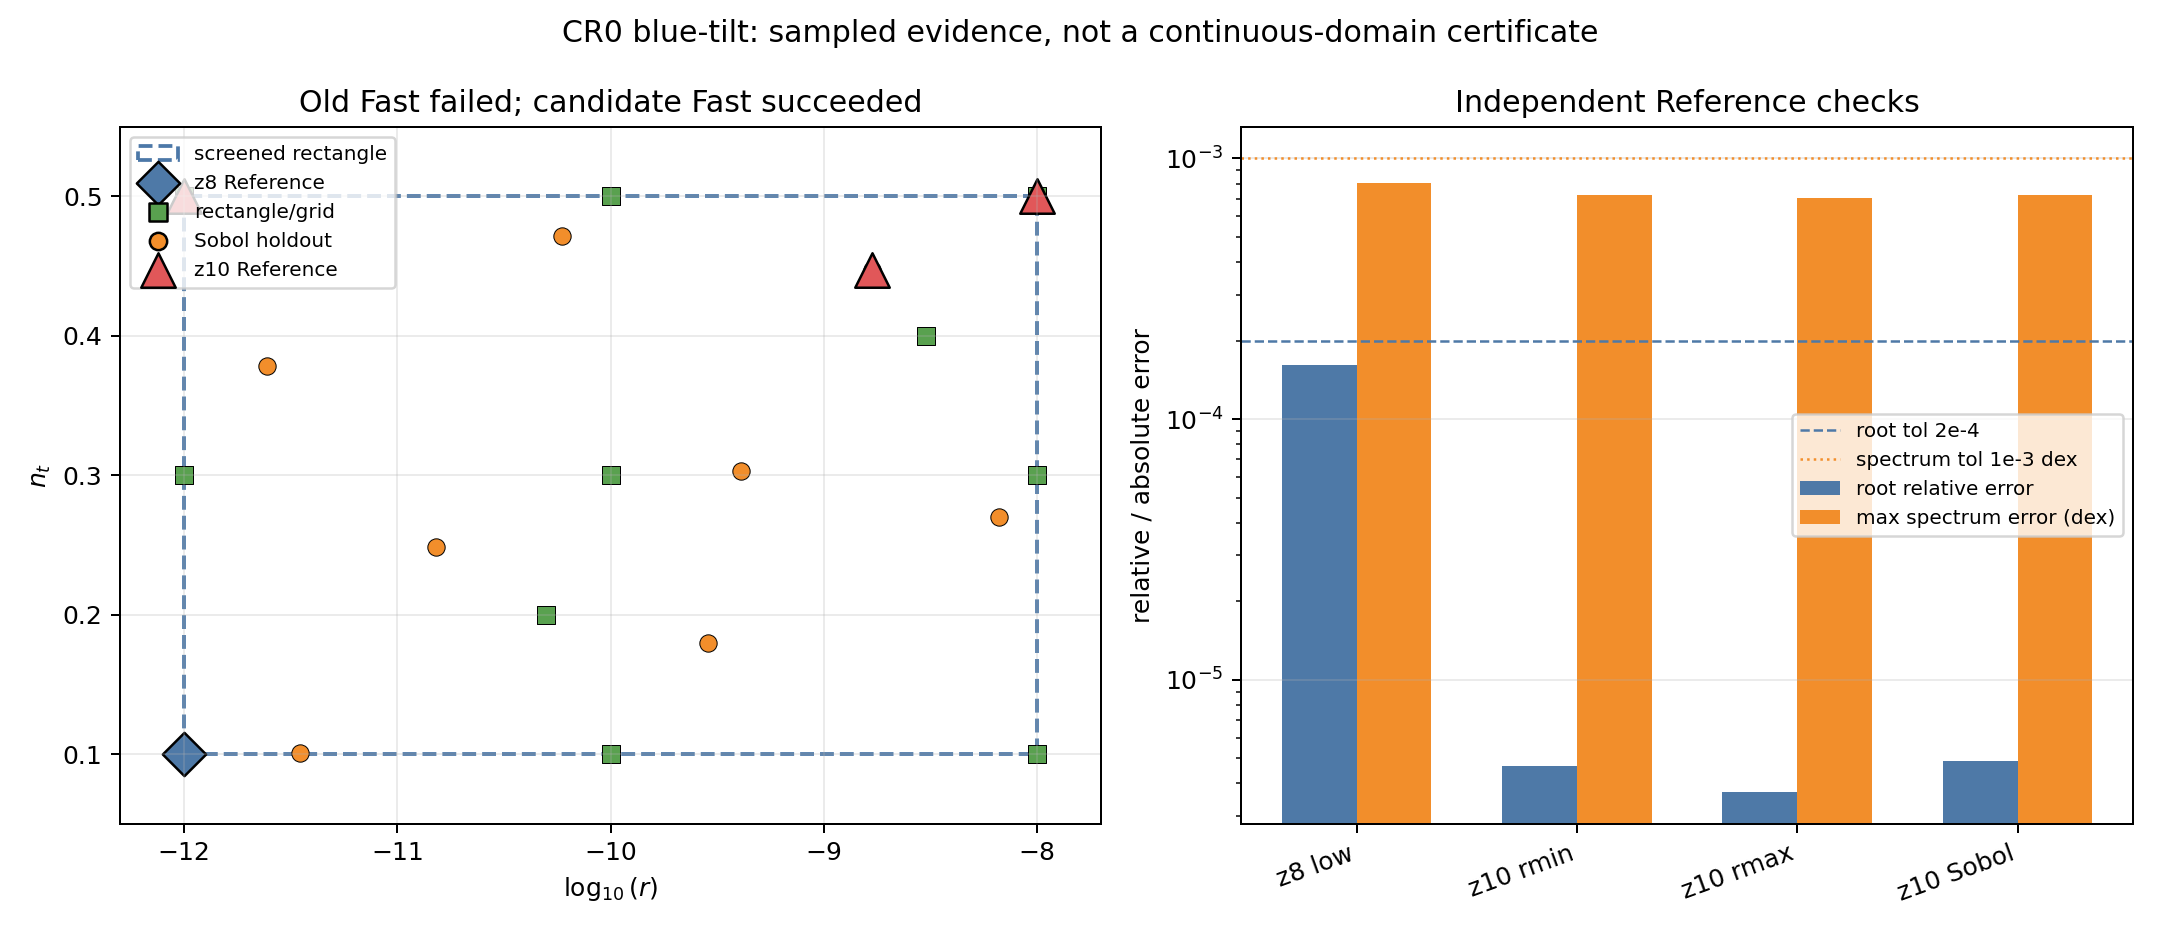 CR0 blue-tilt: sampled evidence, not a continuous-domain certificate
Old Fast failed; candidate Fast succeeded
screened rectangle
z8 Reference
rectangle/grid
Sobol holdout
z10 Reference
0.5
0.4
0.3
0.2
0.1
n_t
−12
−11
−10
−9
−8
log₁₀(r)
Independent Reference checks
10⁻³
10⁻⁴
10⁻⁵
relative / absolute error
root tol 2e-4
spectrum tol 1e-3 dex
root relative error
max spectrum error (dex)
z8 low
z10 rmin
z10 rmax
z10 Sobol